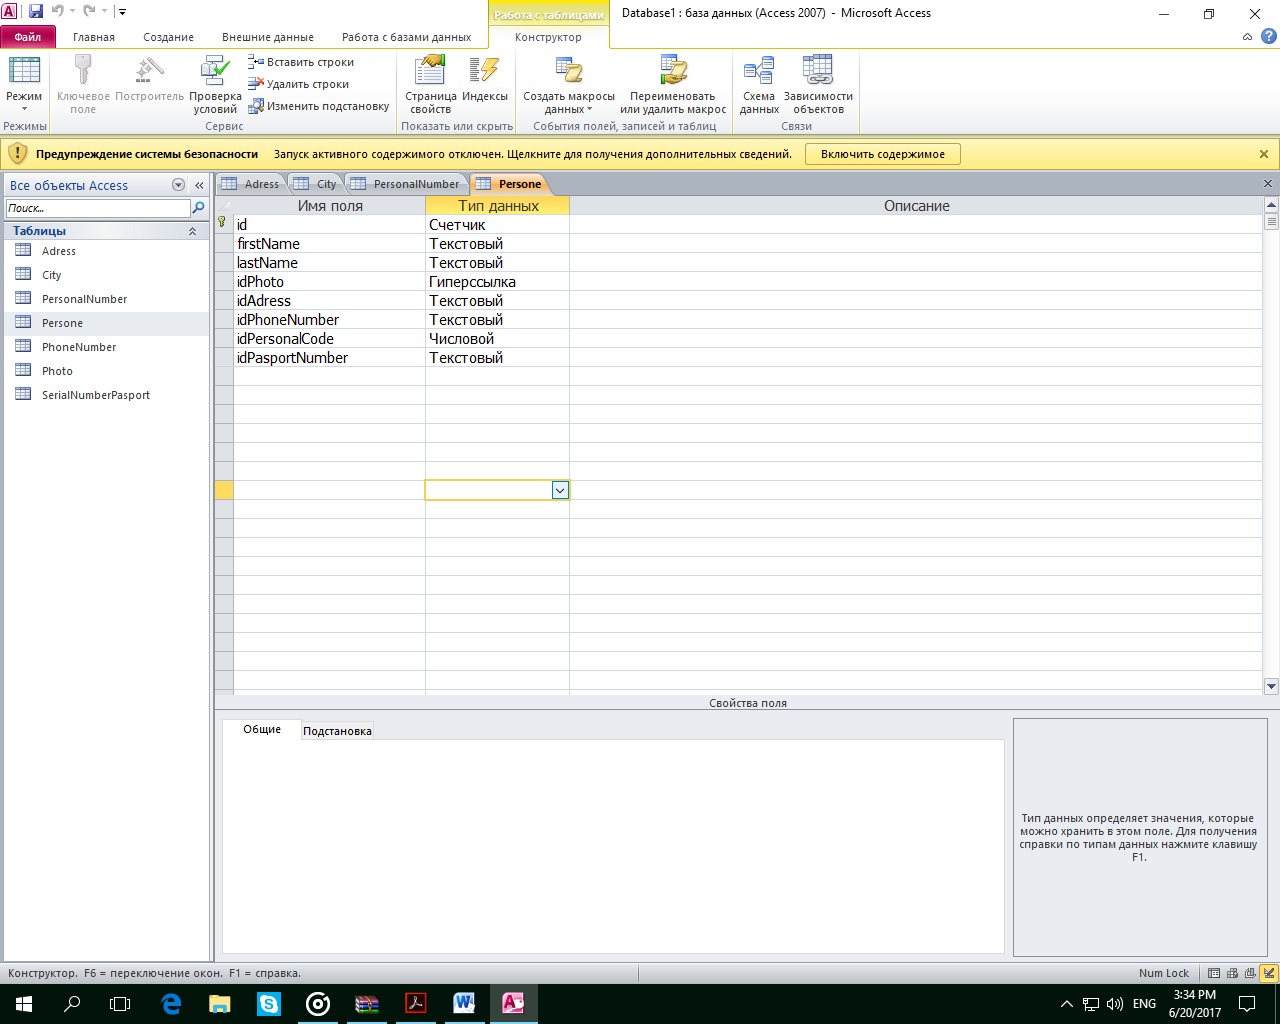 Работа с таблицами
Database1 : база данных (Access 2007) - Microsoft Access
Файл
Главная
Создание
Внешние данные
Работа с базами данных
Конструктор
Режим
Режимы
Ключевое поле
Построитель
Проверка условий
Вставить строки
Удалить строки
Изменить подстановку
Сервис
Страница свойств
Индексы
Показать или скрыть
Создать макросы данных
Переименовать или удалить макрос
События полей, записей и таблиц
Схема данных
Зависимости объектов
Связи
Предупреждение системы безопасности Запуск активного содержимого отключен. Щелкните для получения дополнительных сведений. Включить содержимое
Все объекты Access
Поиск...
Таблицы
Adress
City
PersonalNumber
Persone
PhoneNumber
Photo
SerialNumberPasport
Adress City PersonalNumber Persone
Имя поля Тип данных Описание
id Счетчик
firstName Текстовый
lastName Текстовый
idPhoto Гиперссылка
idAdress Текстовый
idPhoneNumber Текстовый
idPersonalCode Числовой
idPasportNumber Текстовый
Свойства поля
Общие Подстановка
Тип данных определяет значения, которые
можно хранить в этом поле. Для получения
справки по типам данных нажмите клавишу
F1.
Конструктор. F6 = переключение окон. F1 = справка.
Num Lock
ENG
3:34 PM
6/20/2017